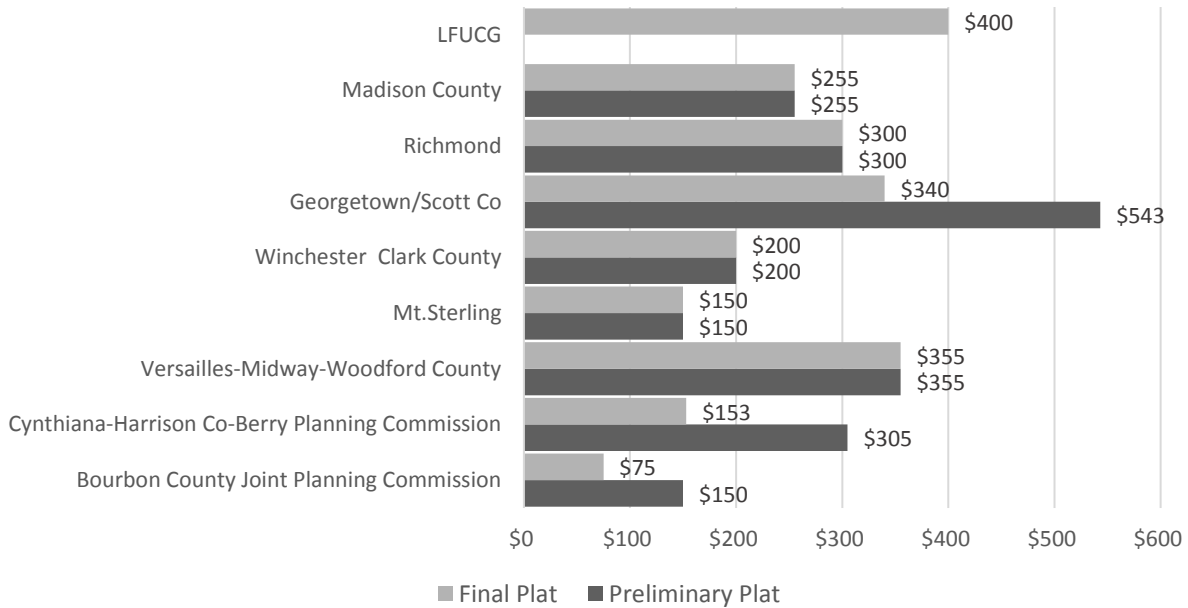 LFUCG
$400
Madison County
$255
$255
Richmond
$300
$300
Georgetown/Scott Co
$340
$543
Winchester  Clark County
$200
$200
Mt.Sterling
$150
$150
Versailles-Midway-Woodford County
$355
$355
Cynthiana-Harrison Co-Berry Planning Commission
$153
$305
Bourbon County Joint Planning Commission
$75
$150
$0 $100 $200 $300 $400 $500 $600
Final Plat Preliminary Plat